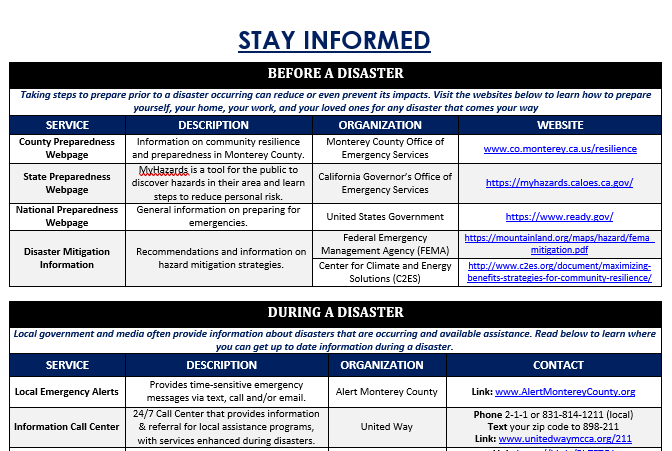 STAY INFORMED
BEFORE A DISASTER
Taking steps to prepare prior to a disaster occurring can reduce or even prevent its impacts. Visit the websites below to learn how to prepare
yourself, your home, your work, and your loved ones for any disaster that comes your way
SERVICE DESCRIPTION ORGANIZATION WEBSITE
County Preparedness
Webpage
Information on community resilience
and preparedness in Monterey County.
Monterey County Office of
Emergency Services
www.co.monterey.ca.us/resilience
State Preparedness
Webpage
MyHazards is a tool for the public to
discover hazards in their area and learn
steps to reduce personal risk.
California Governor's Office of
Emergency Services
https://myhazards.caloes.ca.gov/
National Preparedness
Webpage
General information on preparing for
emergencies.
United States Government
https://www.ready.gov/
Disaster Mitigation
Information
Recommendations and information on
hazard mitigation strategies.
Federal Emergency
Management Agency (FEMA)
https://mountainland.org/maps/hazard/fema_
mitigation.pdf
Center for Climate and Energy
Solutions (C2ES)
http://www.c2es.org/document/maximizing-
benefits-strategies-for-community-resilience/
DURING A DISASTER
Local government and media often provide information about disasters that are occurring and available assistance. Read below to learn where
you can get up to date information during a disaster.
SERVICE DESCRIPTION ORGANIZATION CONTACT
Local Emergency Alerts
Provides time-sensitive emergency
messages via text, call and/or email.
Alert Monterey County
Link: www.AlertMontereyCounty.org
Information Call Center
24/7 Call Center that provides information
& referral for local assistance programs,
with services enhanced during disasters.
United Way
Phone 2-1-1 or 831-814-1211 (local)
Text your zip code to 898-211
Link: www.unitedwaymcca.org/211